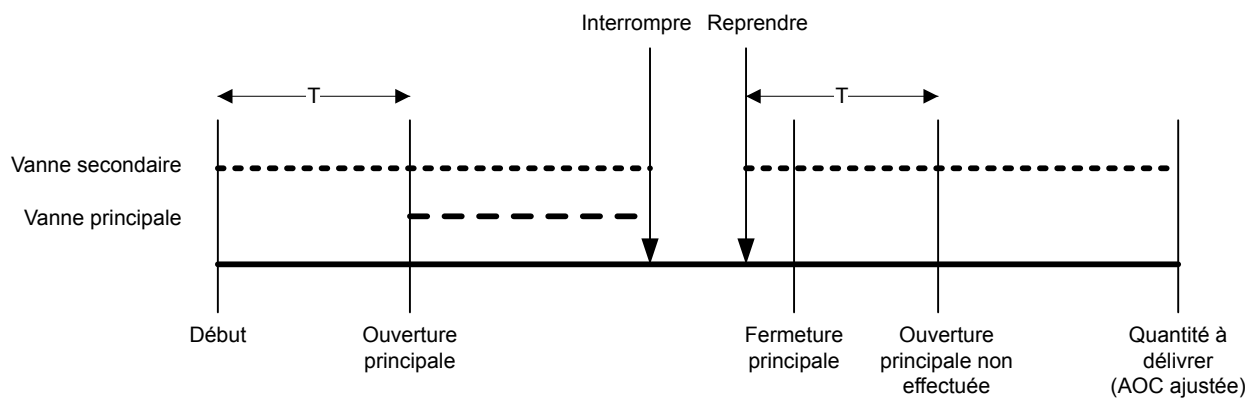 Interrompre
Reprendre
T
T
Vanne secondaire
Vanne principale
Début
Ouverture
principale
Fermeture
principale
Ouverture
principale non
effectuée
Quantité à
délivrer
(AOC ajustée)